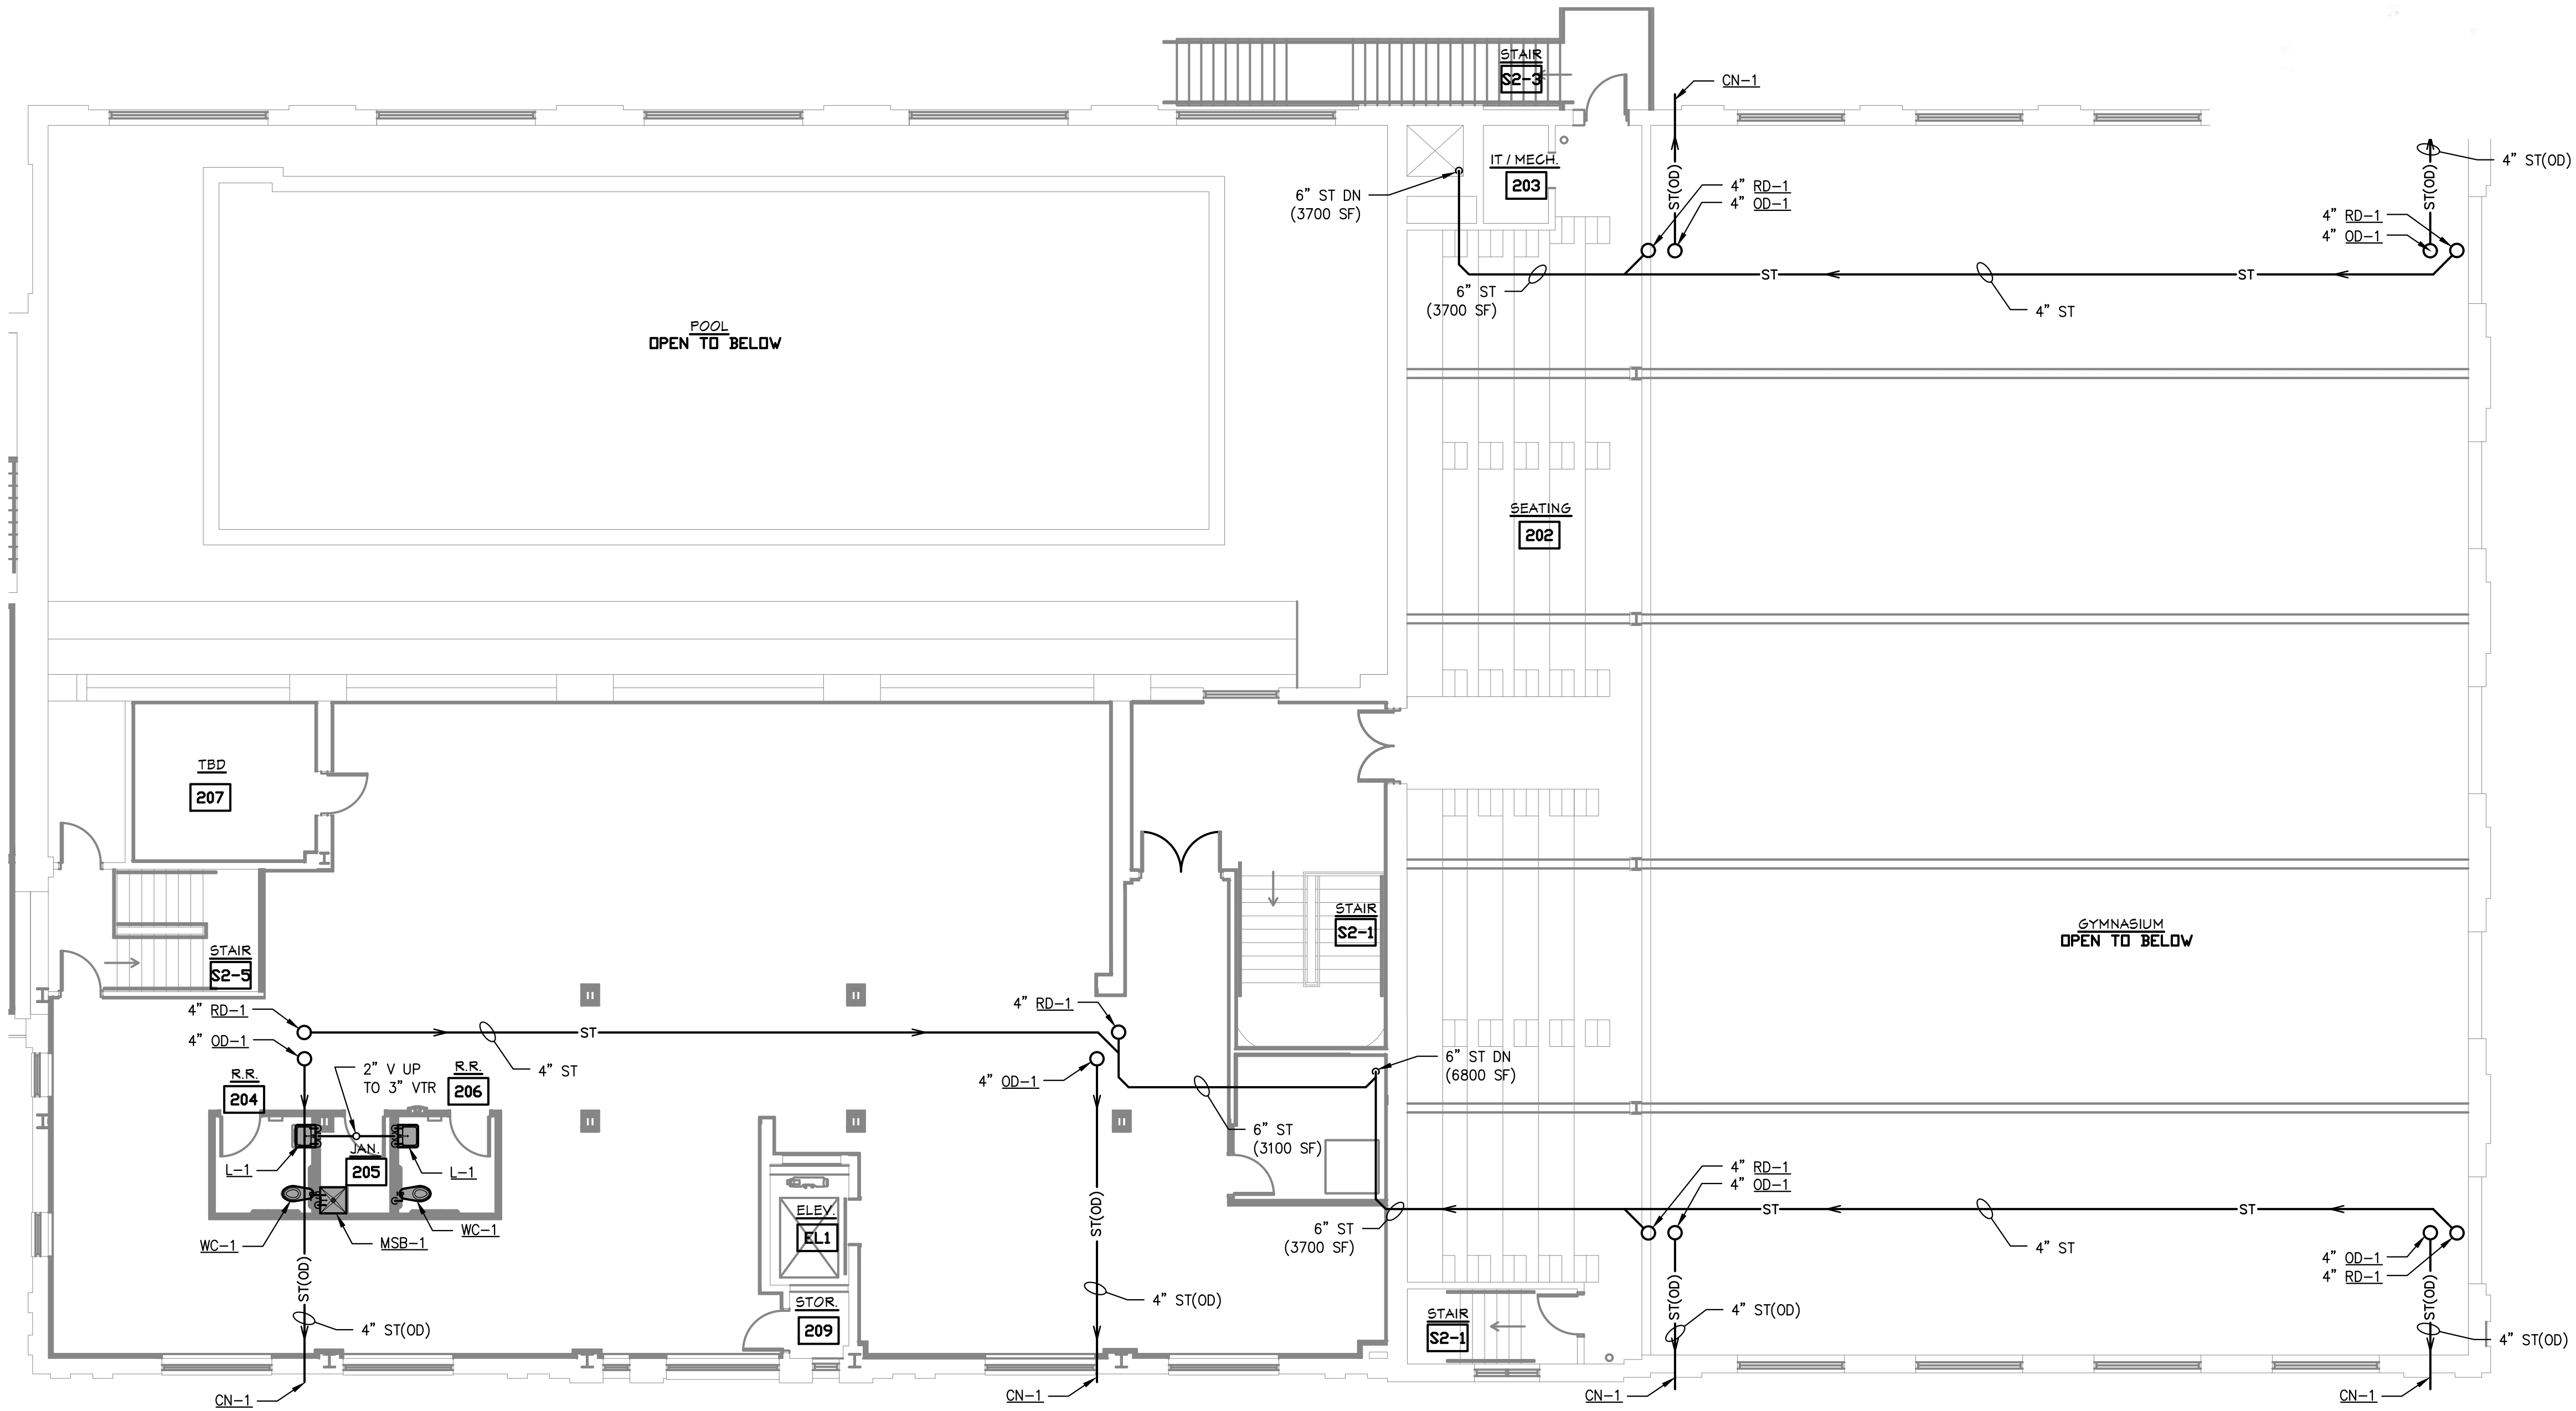 STAIR
S2-3
CN-1
ST(OD)
4" RD-1
4" OD-1
IT / MECH.
203
6" ST DN
(3700 SF)
ST(OD)
4" ST(OD)
4" RD-1
4" OD-1
ST
ST
6" ST
(3700 SF)
4" ST
POOL
OPEN TO BELOW
SEATING
202
TBD
207
STAIR
S2-1
GYMNASIUM
OPEN TO BELOW
STAIR
S2-5
4" RD-1
4" OD-1
ST
4" ST
4" RD-1
4" OD-1
R.R.
204
2" V UP
TO 3" VTR
R.R.
206
6" ST DN
(6800 SF)
6" ST
(3100 SF)
L-1
JAN.
205
L-1
WC-1
MSB-1
WC-1
ELEV.
EL1
ST(OD)
4" RD-1
4" OD-1
ST
ST
6" ST
(3700 SF)
4" ST
4" OD-1
4" RD-1
ST(OD)
4" ST(OD)
STOR.
209
4" ST(OD)
STAIR
S2-1
ST(OD)
4" ST(OD)
ST(OD)
4" ST(OD)
CN-1
CN-1
CN-1
CN-1